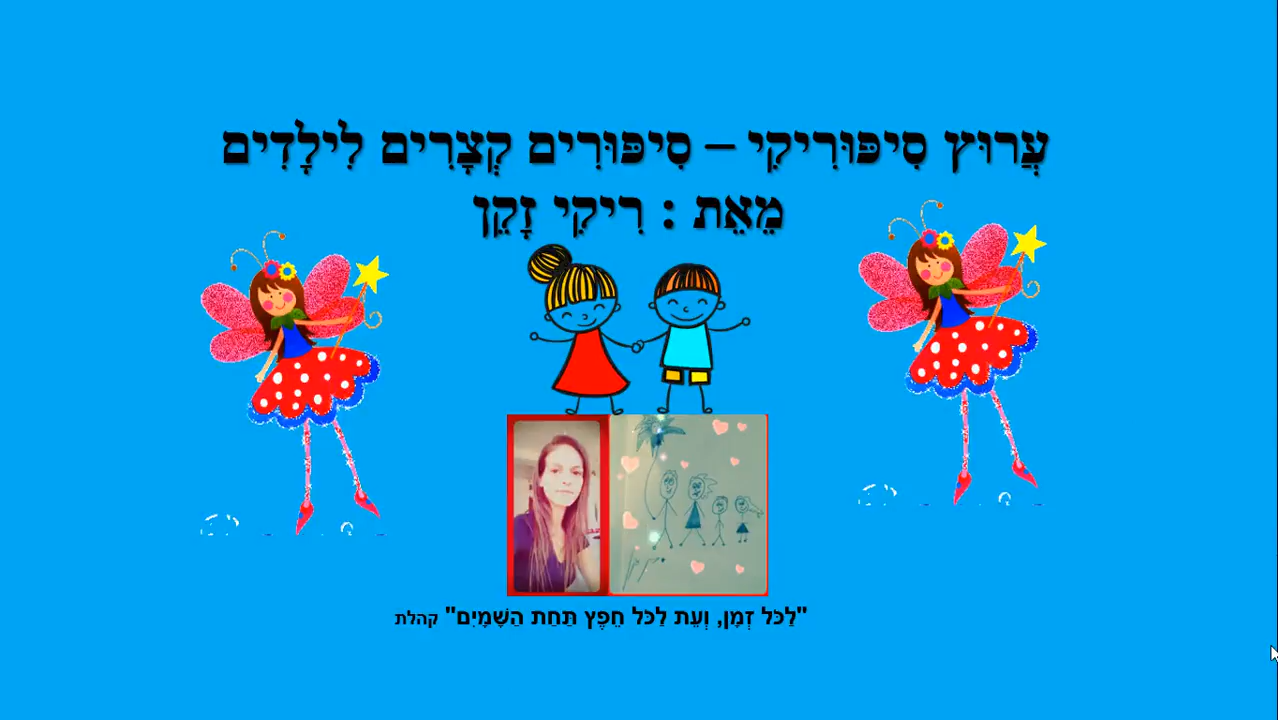 עֲרוּץ סִיפּוּרִיקִי – סִיפּוּרִים קְצָרִים לִילָדִים
מֵאֵת : רִיקִי זָקֵן
"לַכֹּל זְמָן, וְעֵת לַכֹּל חֵפֶץ תַּחַת הַשָּׁמָיִם" קהלת